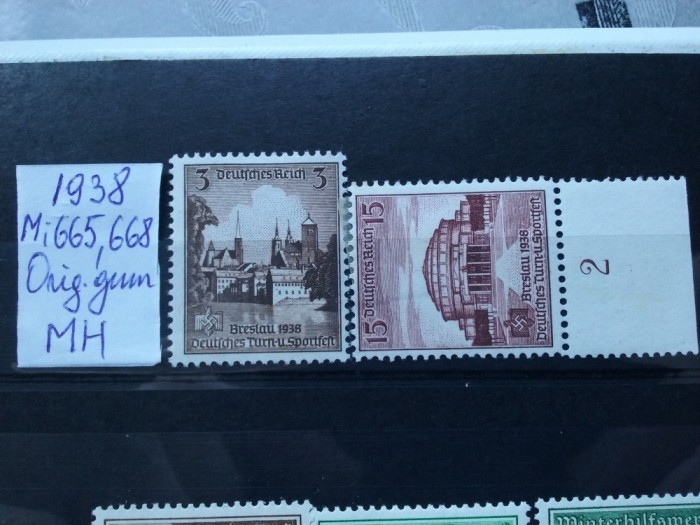 1938
Mi 665, 668
Orig. gum
MH
3 Deutsches Reich 3
Breslau 1938
Deutsches Turn-u. Sportfest
15 Deutsches Reich 15
Breslau 1938
Deutsches Turn-u. Sportfest
2